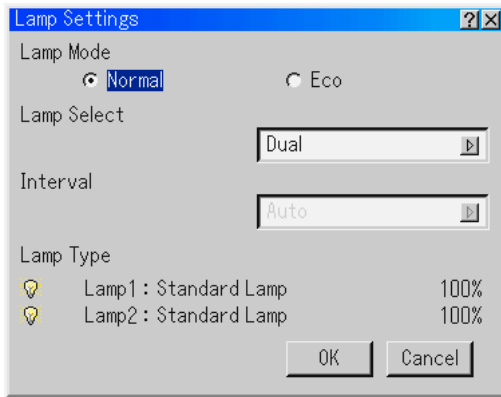 Lamp Settings ? X
Lamp Mode
Normal Eco
Lamp Select
Dual
Interval
Auto
Lamp Type
Lamp1 : Standard Lamp 100%
Lamp2 : Standard Lamp 100%
OK Cancel